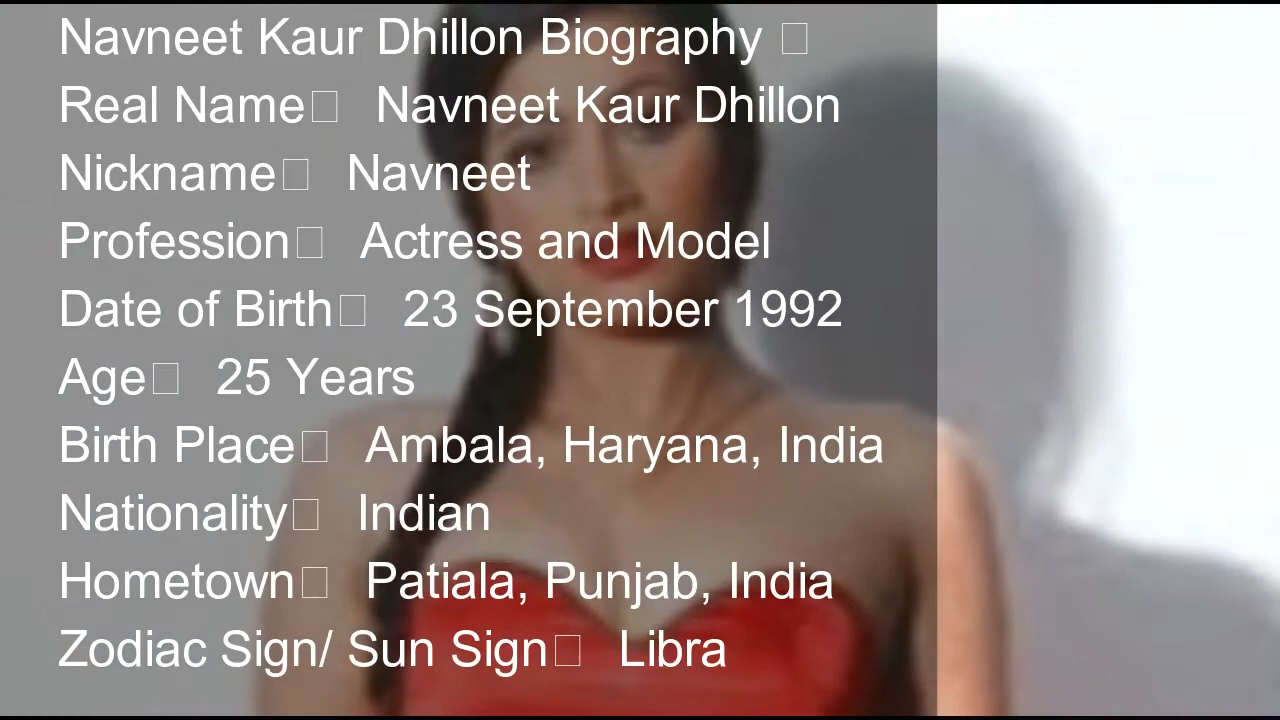 Navneet Kaur Dhillon Biography □
Real Name□ Navneet Kaur Dhillon
Nickname□ Navneet
Profession□ Actress and Model
Date of Birth□ 23 September 1992
Age□ 25 Years
Birth Place□ Ambala, Haryana, India
Nationality□ Indian
Hometown□ Patiala, Punjab, India
Zodiac Sign/ Sun Sign□ Libra